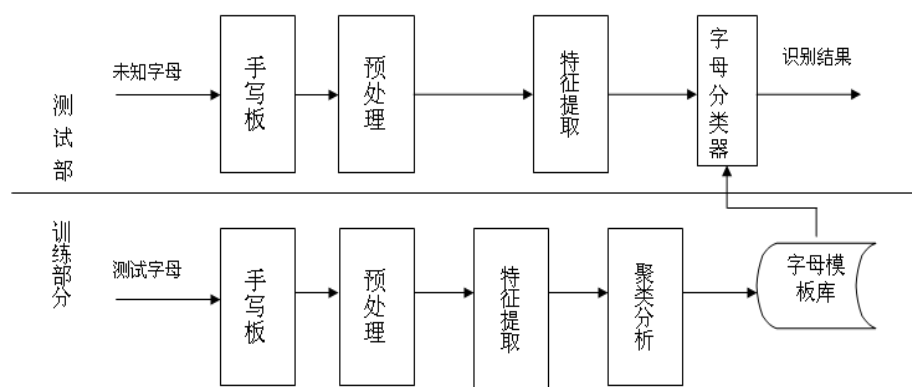 测试部
未知字母
手写板
预处理
特征提取
字母分类器
识别结果
训练部分
测试字母
手写板
预处理
特征提取
聚类分析
字母模
板库